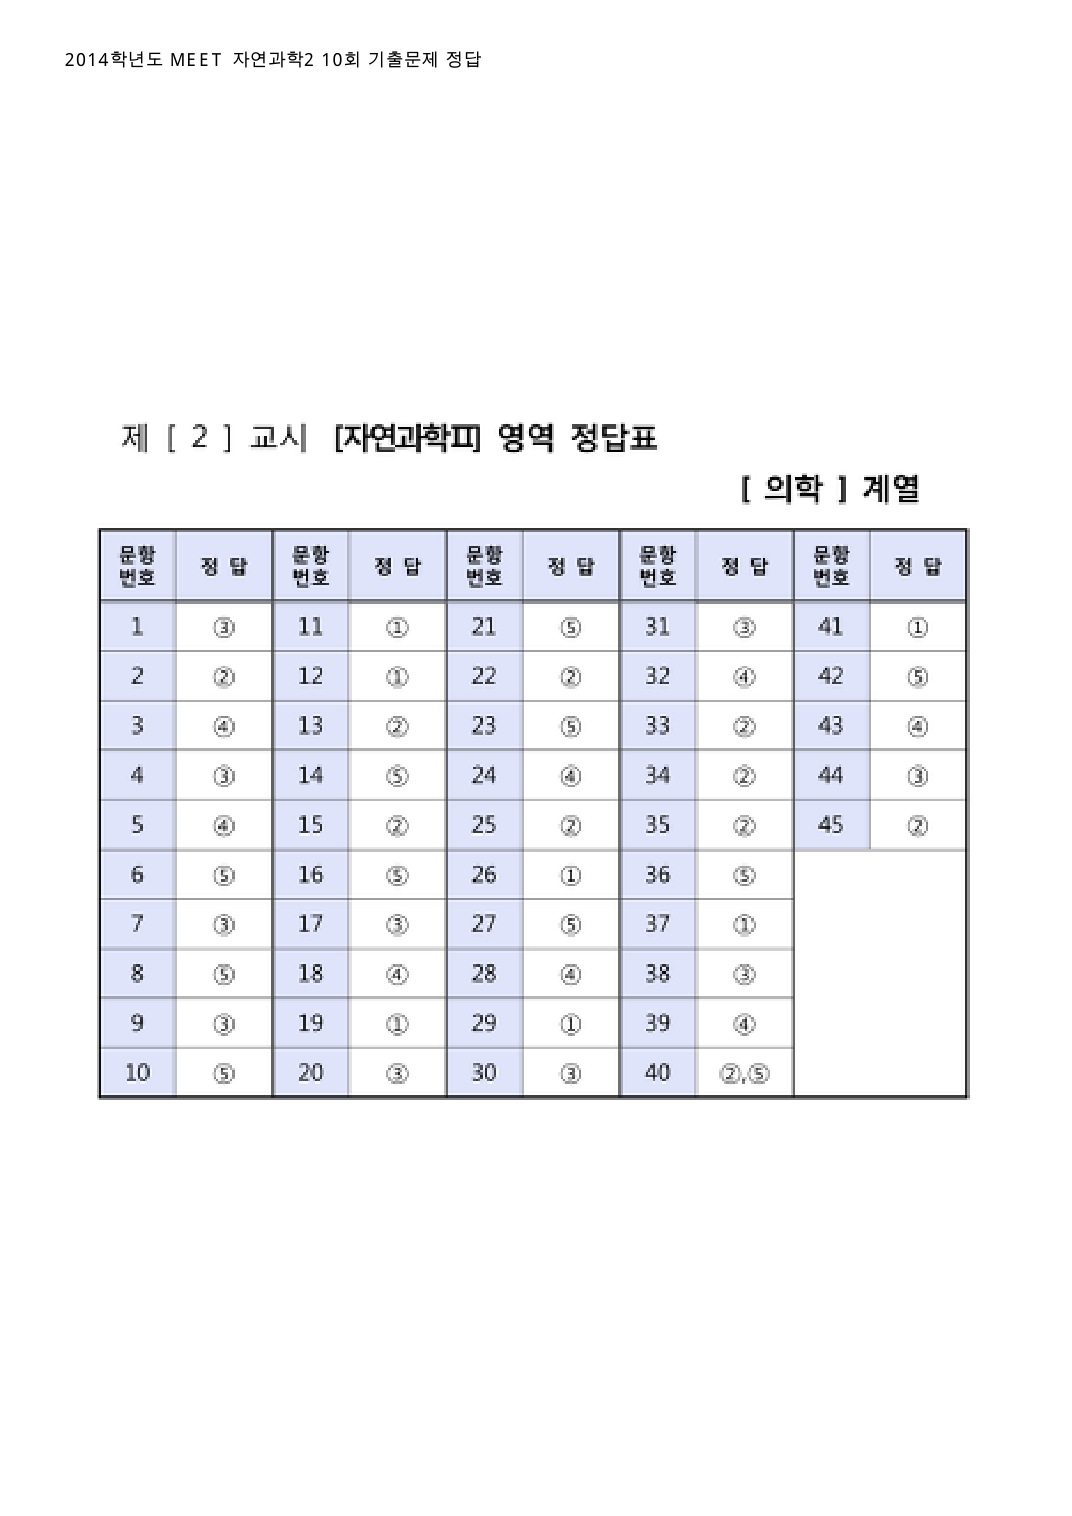 2014학년도 MEET 자연과학2 10회 기출문제 정답
제 [ 2 ] 교시 [자연과학Ⅱ] 영역 정답표
[ 의학 ] 계열
문항 번호 정 답 문항 번호 정 답 문항 번호 정 답 문항 번호 정 답 문항 번호 정 답
1 ③ 11 ① 21 ⑤ 31 ③ 41 ①
2 ② 12 ① 22 ② 32 ④ 42 ⑤
3 ④ 13 ② 23 ⑤ 33 ② 43 ④
4 ③ 14 ⑤ 24 ④ 34 ② 44 ③
5 ④ 15 ② 25 ② 35 ② 45 ②
6 ⑤ 16 ⑤ 26 ① 36 ⑤
7 ③ 17 ③ 27 ⑤ 37 ①
8 ⑤ 18 ④ 28 ④ 38 ③
9 ③ 19 ① 29 ① 39 ④
10 ⑤ 20 ③ 30 ③ 40 ②,⑤